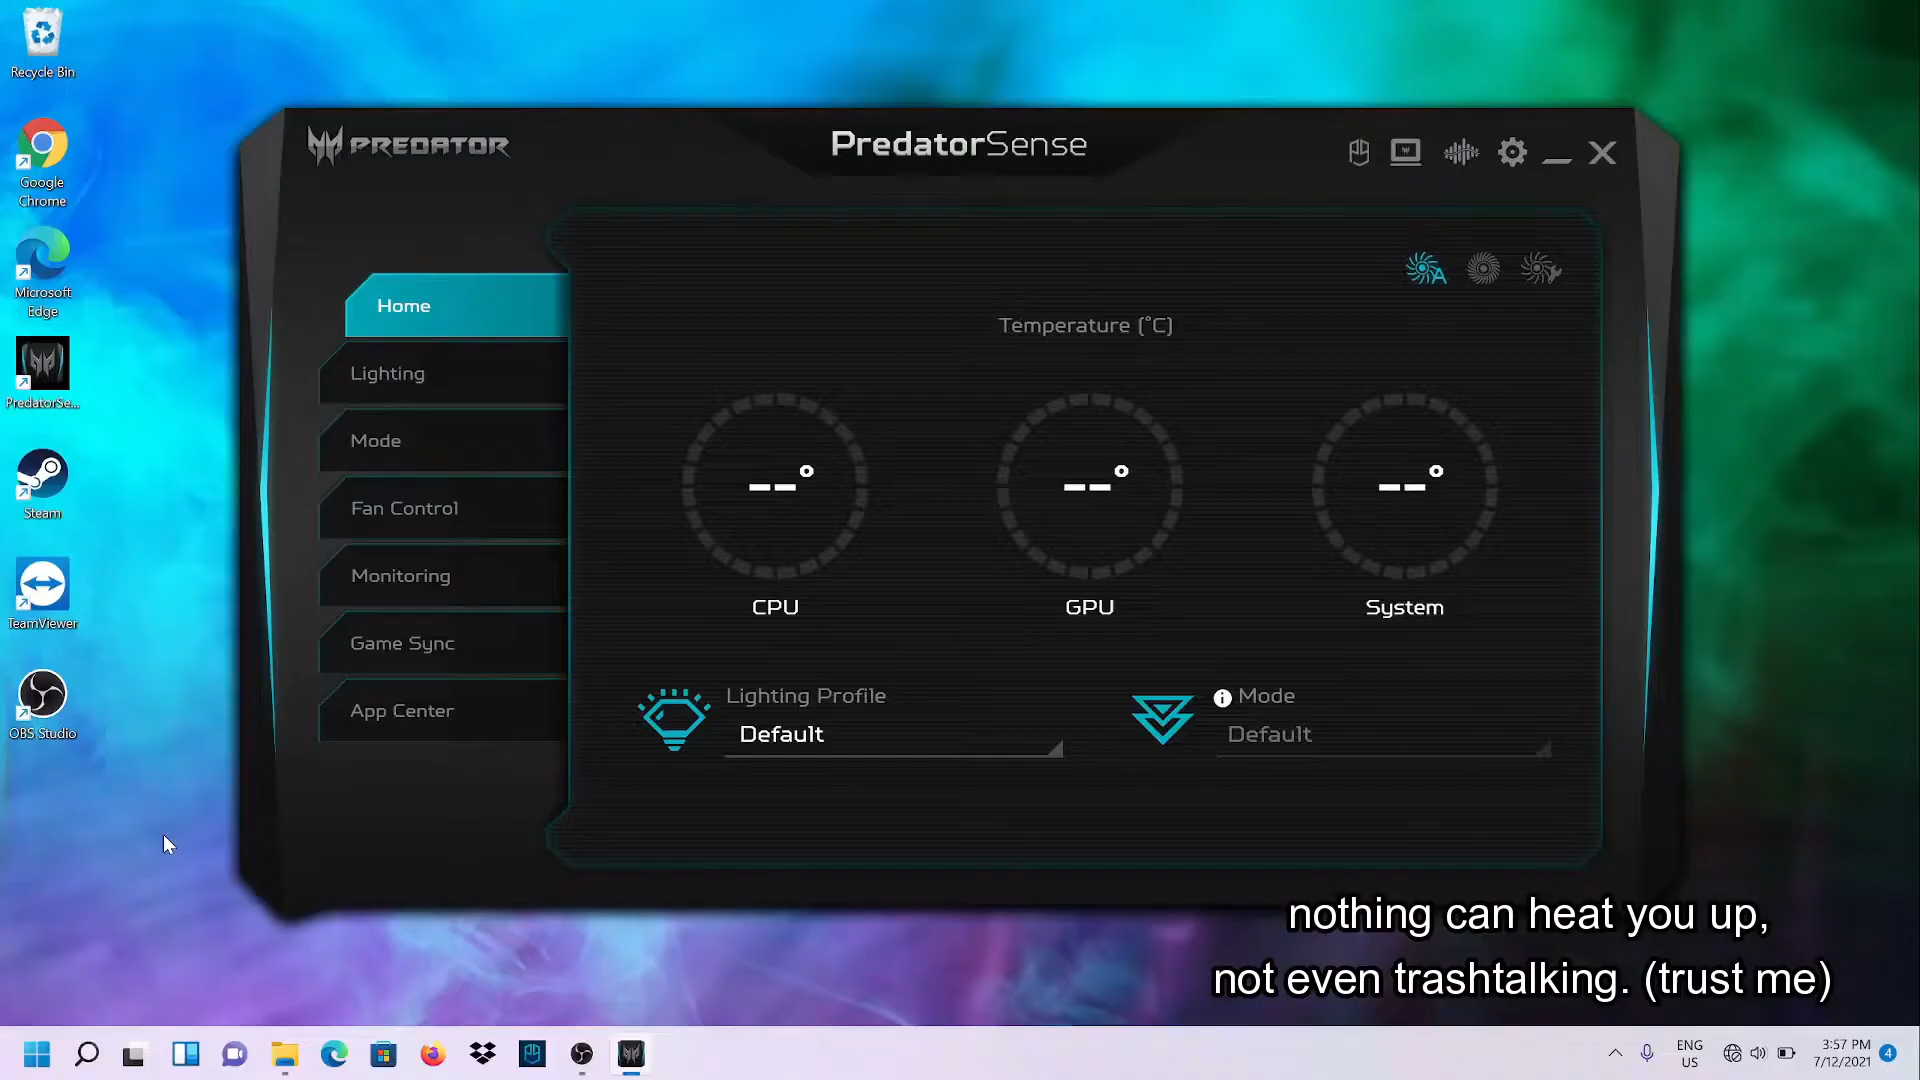 Recycle Bin
Google
Chrome
Microsoft
Edge
PredatorSe...
Steam
TeamViewer
OBS Studio
PREDATOR
PredatorSense
Home
Lighting
Mode
Fan Control
Monitoring
Game Sync
App Center
Temperature (°C)
--°
--°
--°
CPU
GPU
System
Lighting Profile
Default
Mode
Default
nothing can heat you up,
not even trashtalking. (trust me)
ENG
US
3:57 PM
7/12/2021
4